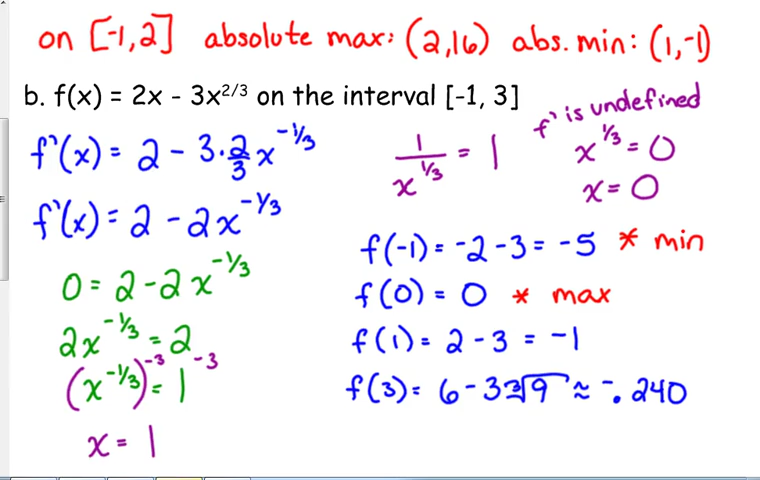 on [-1,2] absolute max: (2,16) abs. min: (1,-1)
b. f(x) = 2x - 3x^{2/3} on the interval [-1, 3]
f'(x) = 2 - 3·2/3 x^{-1/3}
f'(x) = 2 - 2x^{-1/3}
0 = 2 - 2x^{-1/3}
2x^{-1/3} = 2
(x^{-1/3})^{-3} = 1^{-3}
x = 1
1/x^{1/3} = 1
f' is undefined
x^{1/3} = 0
x = 0
f(-1) = -2 - 3 = -5 * min
f(0) = 0 * max
f(1) = 2 - 3 = -1
f(3) = 6 - 3∛9 ≈ -.240